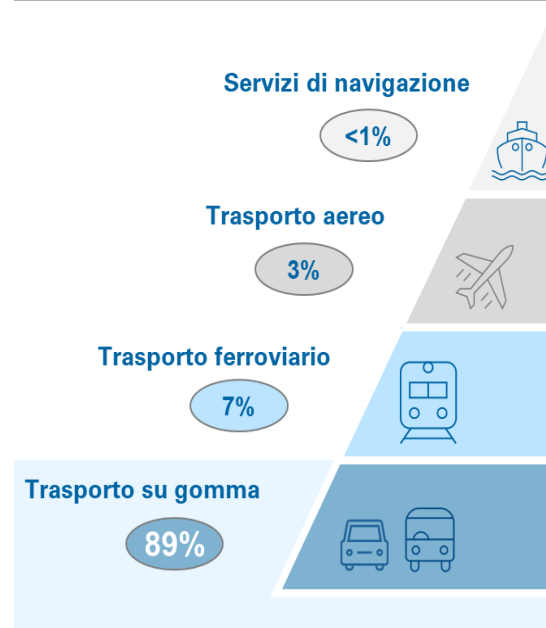 Servizi di navigazione
<1%
Trasporto aereo
3%
Trasporto ferroviario
7%
Trasporto su gomma
89%